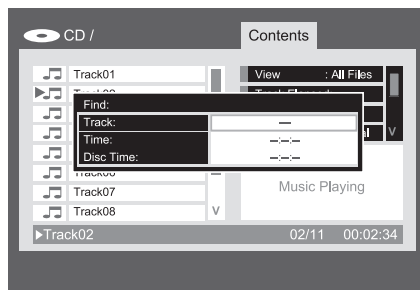 CD /
Contents
Track01
View : All Files
Find:
Track: —
Time: –:–:–
Disc Time: –:–:–
Track07
Music Playing
Track08
Track02
02/11 00:02:34